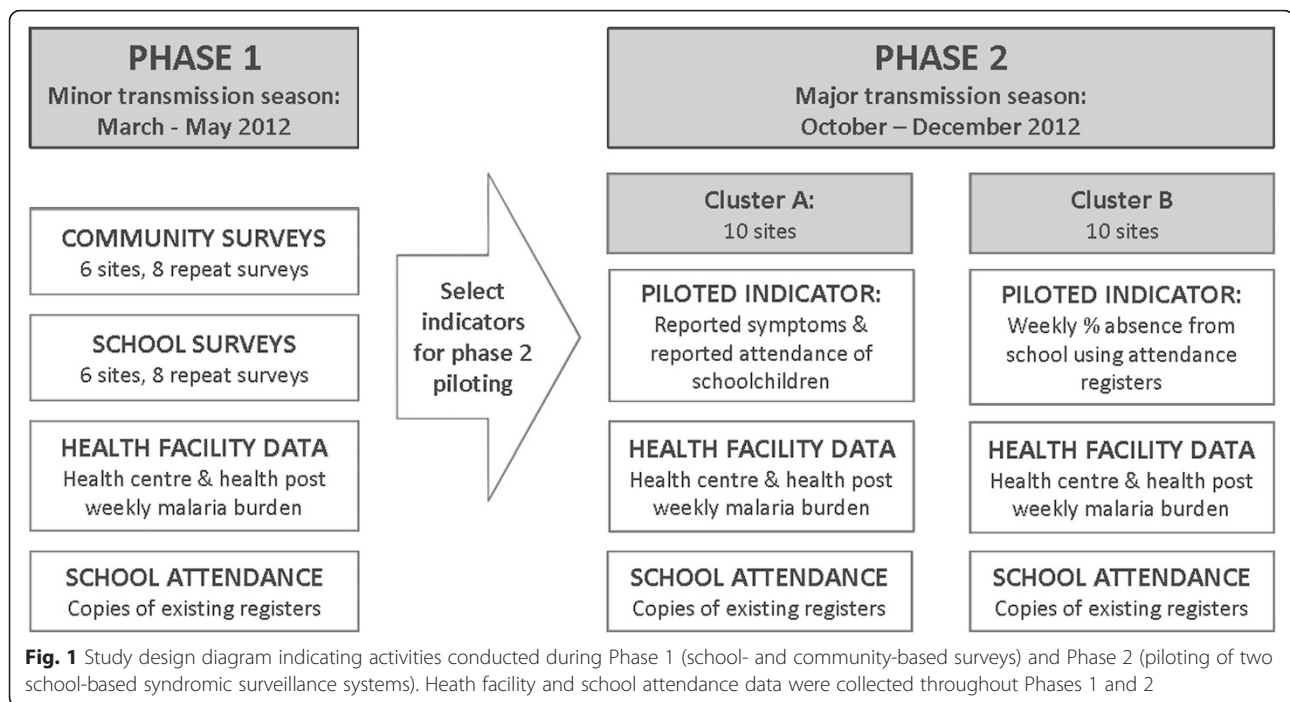 PHASE 1
Minor transmission season:
March - May 2012
COMMUNITY SURVEYS
6 sites, 8 repeat surveys
SCHOOL SURVEYS
6 sites, 8 repeat surveys
HEALTH FACILITY DATA
Health centre & health post
weekly malaria burden
SCHOOL ATTENDANCE
Copies of existing registers
Select
indicators
for phase 2
piloting
PHASE 2
Major transmission season:
October – December 2012
Cluster A:
10 sites
PILOTED INDICATOR:
Reported symptoms &
reported attendance of
schoolchildren
HEALTH FACILITY DATA
Health centre & health post
weekly malaria burden
SCHOOL ATTENDANCE
Copies of existing registers
Cluster B
10 sites
PILOTED INDICATOR:
Weekly % absence from
school using attendance
registers
HEALTH FACILITY DATA
Health centre & health post
weekly malaria burden
SCHOOL ATTENDANCE
Copies of existing registers
Fig. 1 Study design diagram indicating activities conducted during Phase 1 (school- and community-based surveys) and Phase 2 (piloting of two
school-based syndromic surveillance systems). Heath facility and school attendance data were collected throughout Phases 1 and 2